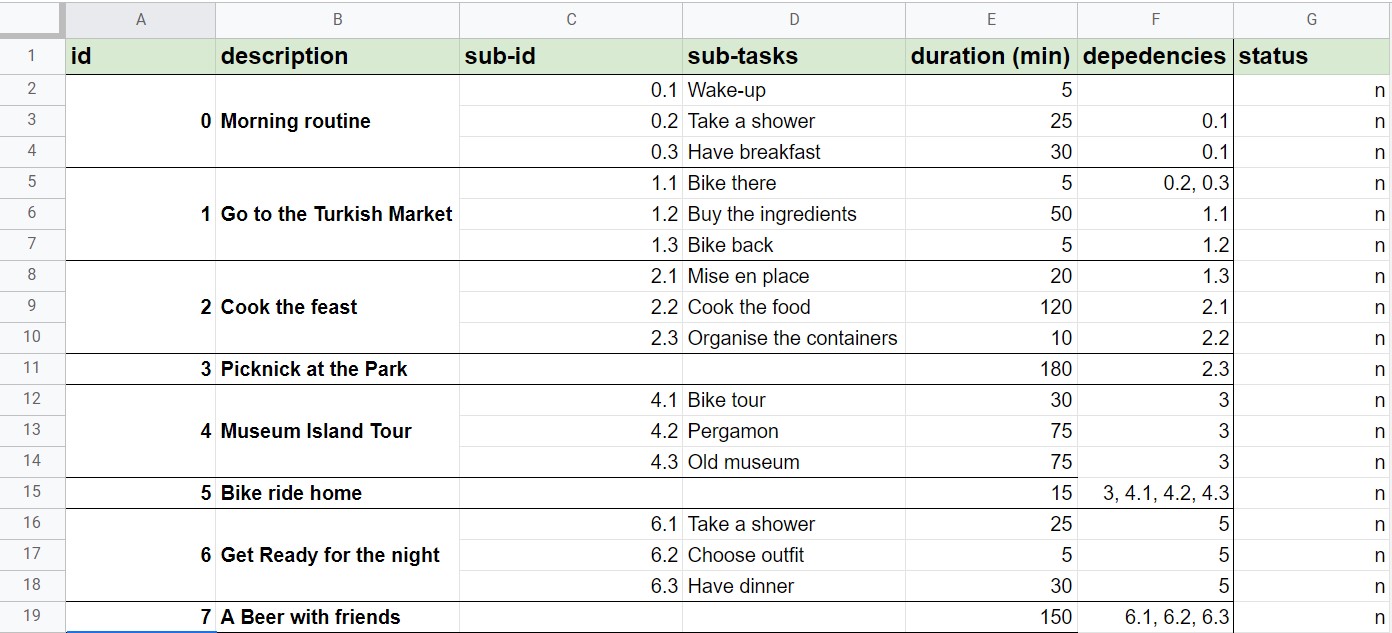 A B C D E F G
1 id description sub-id sub-tasks duration (min) depedencies status
2 0.1 Wake-up 5 n
3 0 Morning routine 0.2 Take a shower 25 0.1 n
4 0.3 Have breakfast 30 0.1 n
5 1.1 Bike there 5 0.2, 0.3 n
6 1 Go to the Turkish Market 1.2 Buy the ingredients 50 1.1 n
7 1.3 Bike back 5 1.2 n
8 2.1 Mise en place 20 1.3 n
9 2 Cook the feast 2.2 Cook the food 120 2.1 n
10 2.3 Organise the containers 10 2.2 n
11 3 Picknick at the Park 180 2.3 n
12 4.1 Bike tour 30 3 n
13 4 Museum Island Tour 4.2 Pergamon 75 3 n
14 4.3 Old museum 75 3 n
15 5 Bike ride home 15 3, 4.1, 4.2, 4.3 n
16 6.1 Take a shower 25 5 n
17 6 Get Ready for the night 6.2 Choose outfit 5 5 n
18 6.3 Have dinner 30 5 n
19 7 A Beer with friends 150 6.1, 6.2, 6.3 n